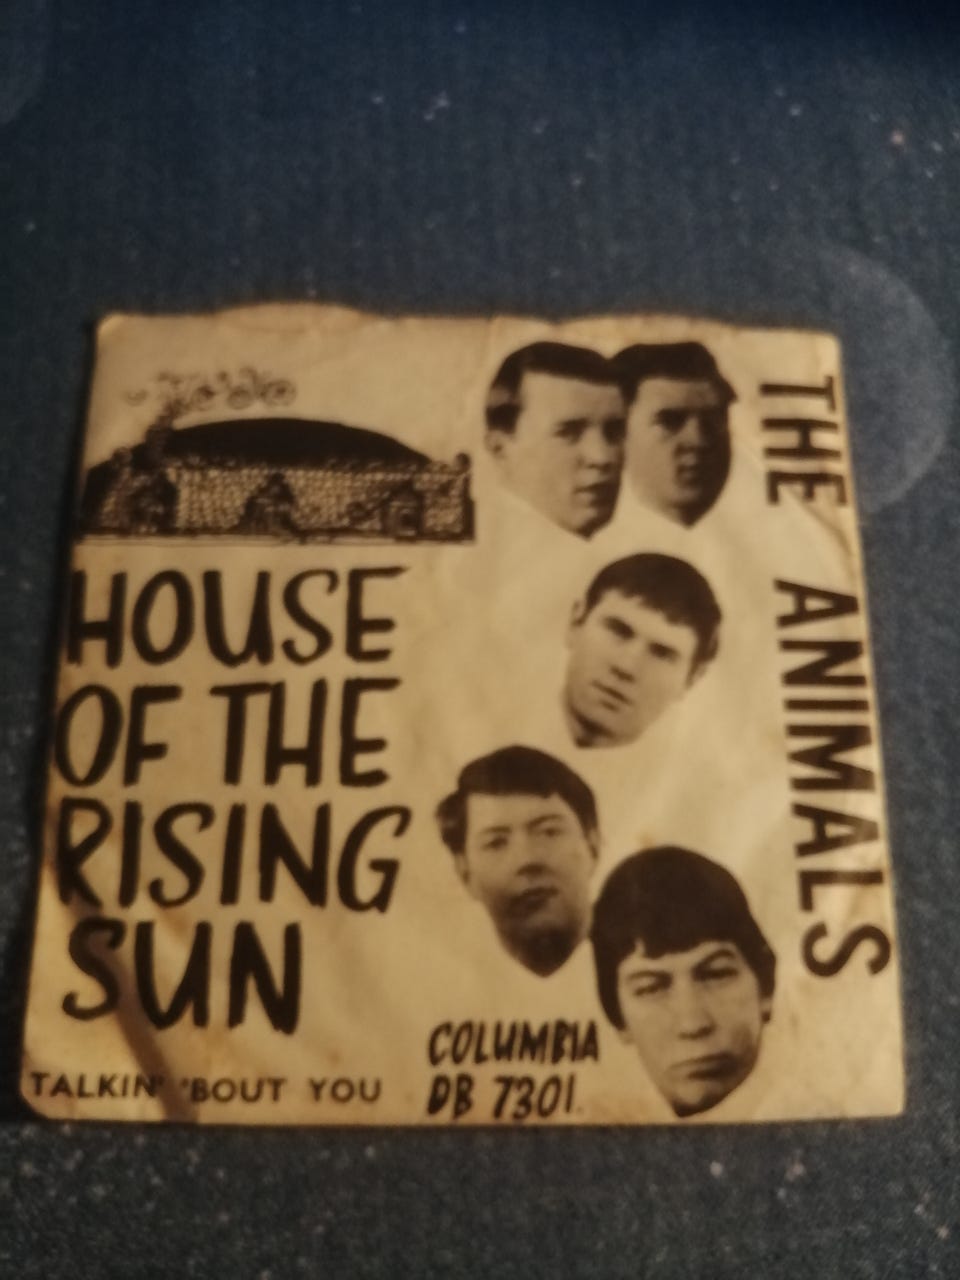 HOUSE
OF THE
RISING
SUN
TALKIN' 'BOUT YOU
COLUMBIA
DB 7301.
THE ANIMALS